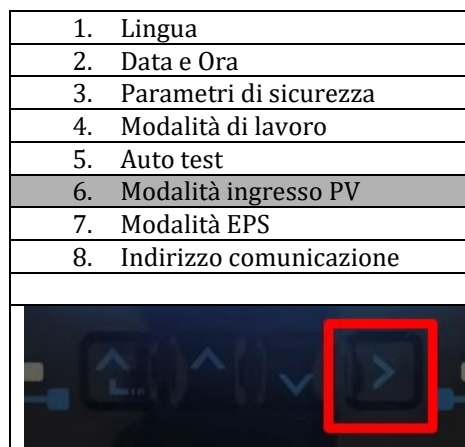 1. Lingua
2. Data e Ora
3. Parametri di sicurezza
4. Modalità di lavoro
5. Auto test
6. Modalità ingresso PV
7. Modalità EPS
8. Indirizzo comunicazione